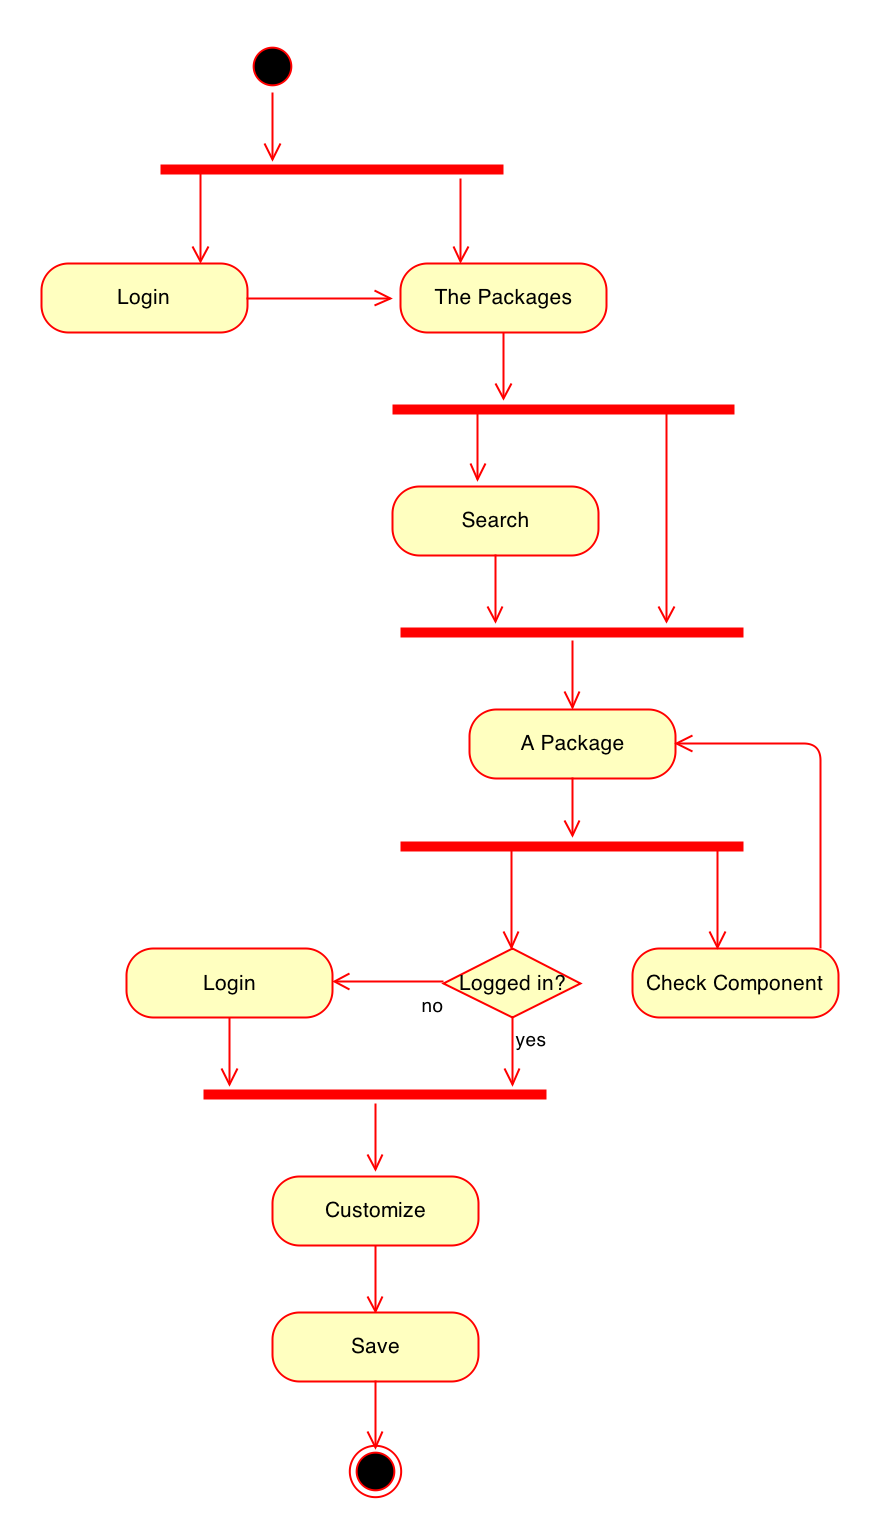 Login
The Packages
Search
A Package
Login
Logged in?
Check Component
no
yes
Customize
Save